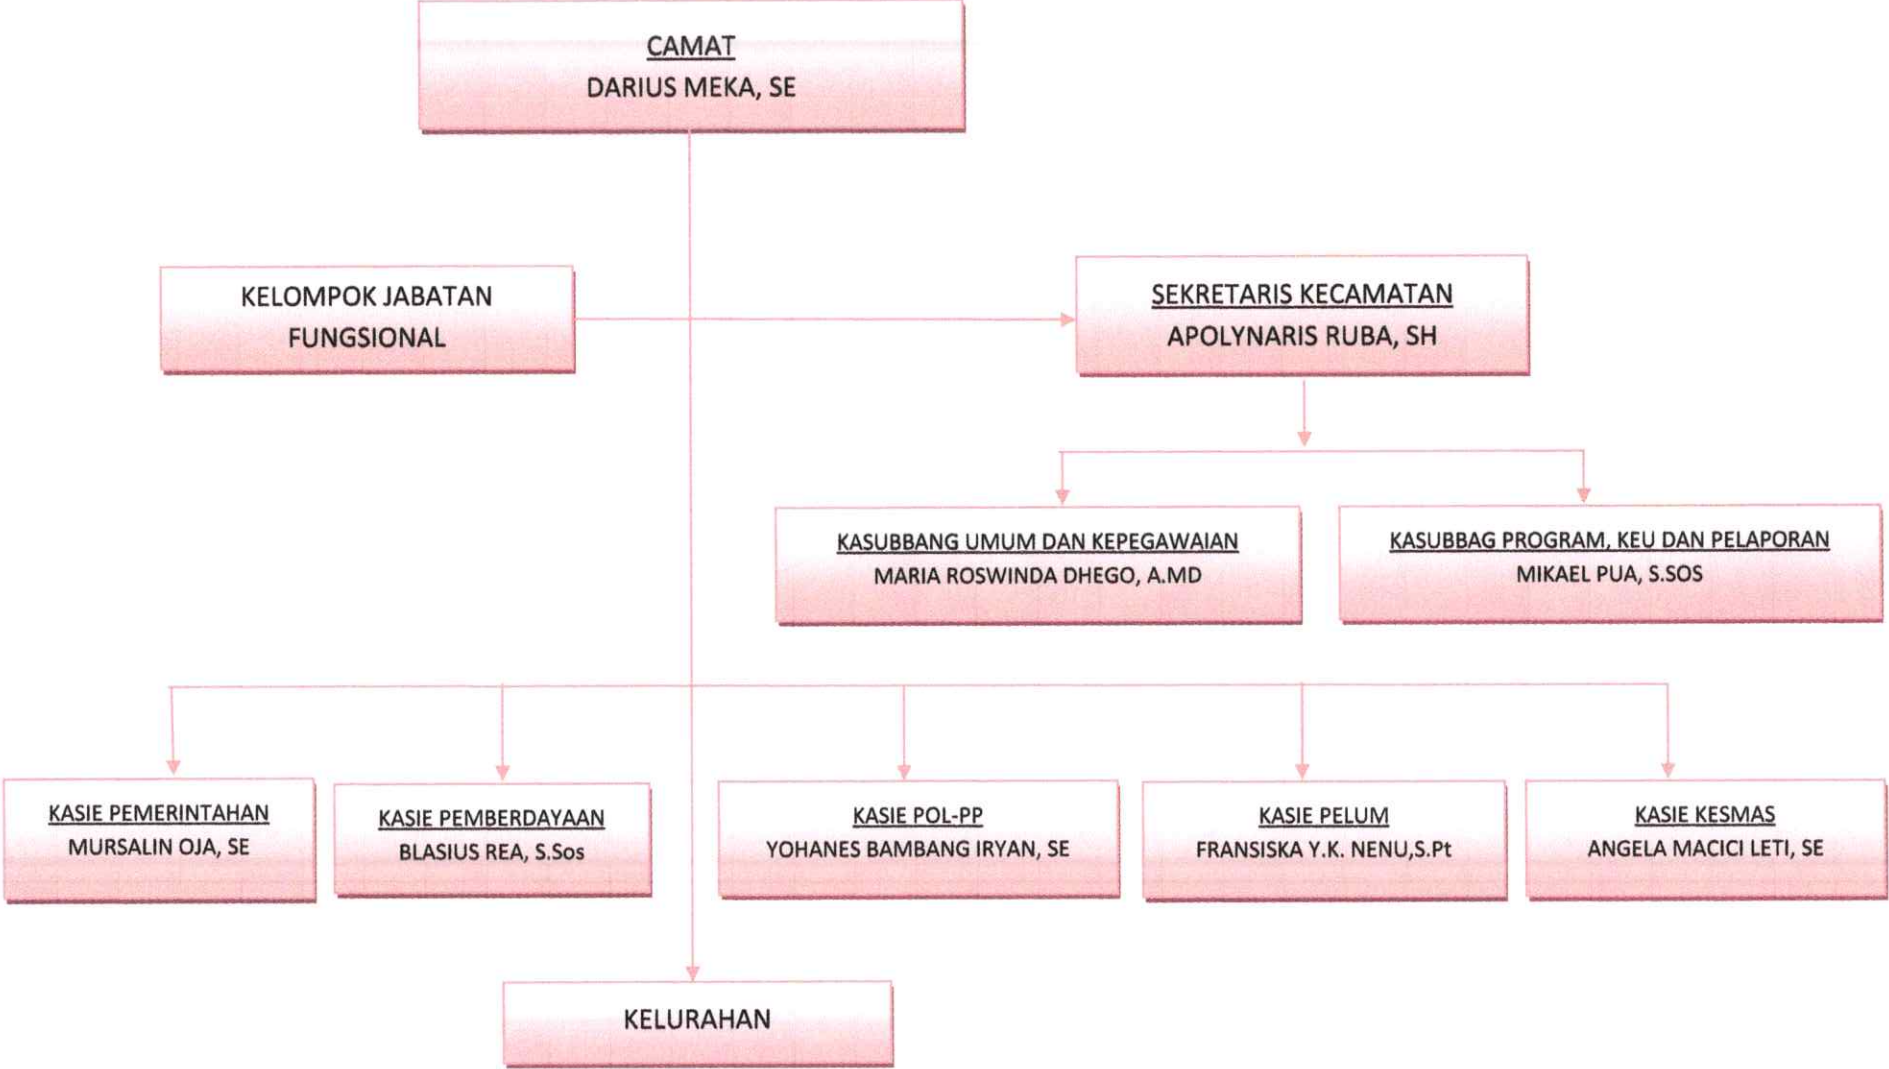 CAMAT
DARIUS MEKA, SE
KELOMPOK JABATAN
FUNGSIONAL
SEKRETARIS KECAMATAN
APOLYNARIS RUBA, SH
KASUBBANG UMUM DAN KEPEGAWAIAN
MARIA ROSWINDA DHEGO, A.MD
KASUBBAG PROGRAM, KEU DAN PELAPORAN
MIKAEL PUA, S.SOS
KASIE PEMERINTAHAN
MURSALIN OJA, SE
KASIE PEMBERDAYAAN
BLASIUS REA, S.Sos
KASIE POL-PP
YOHANES BAMBANG IRYAN, SE
KASIE PELUM
FRANSISKA Y.K. NENU,S.Pt
KASIE KESMAS
ANGELA MACICI LETI, SE
KELURAHAN